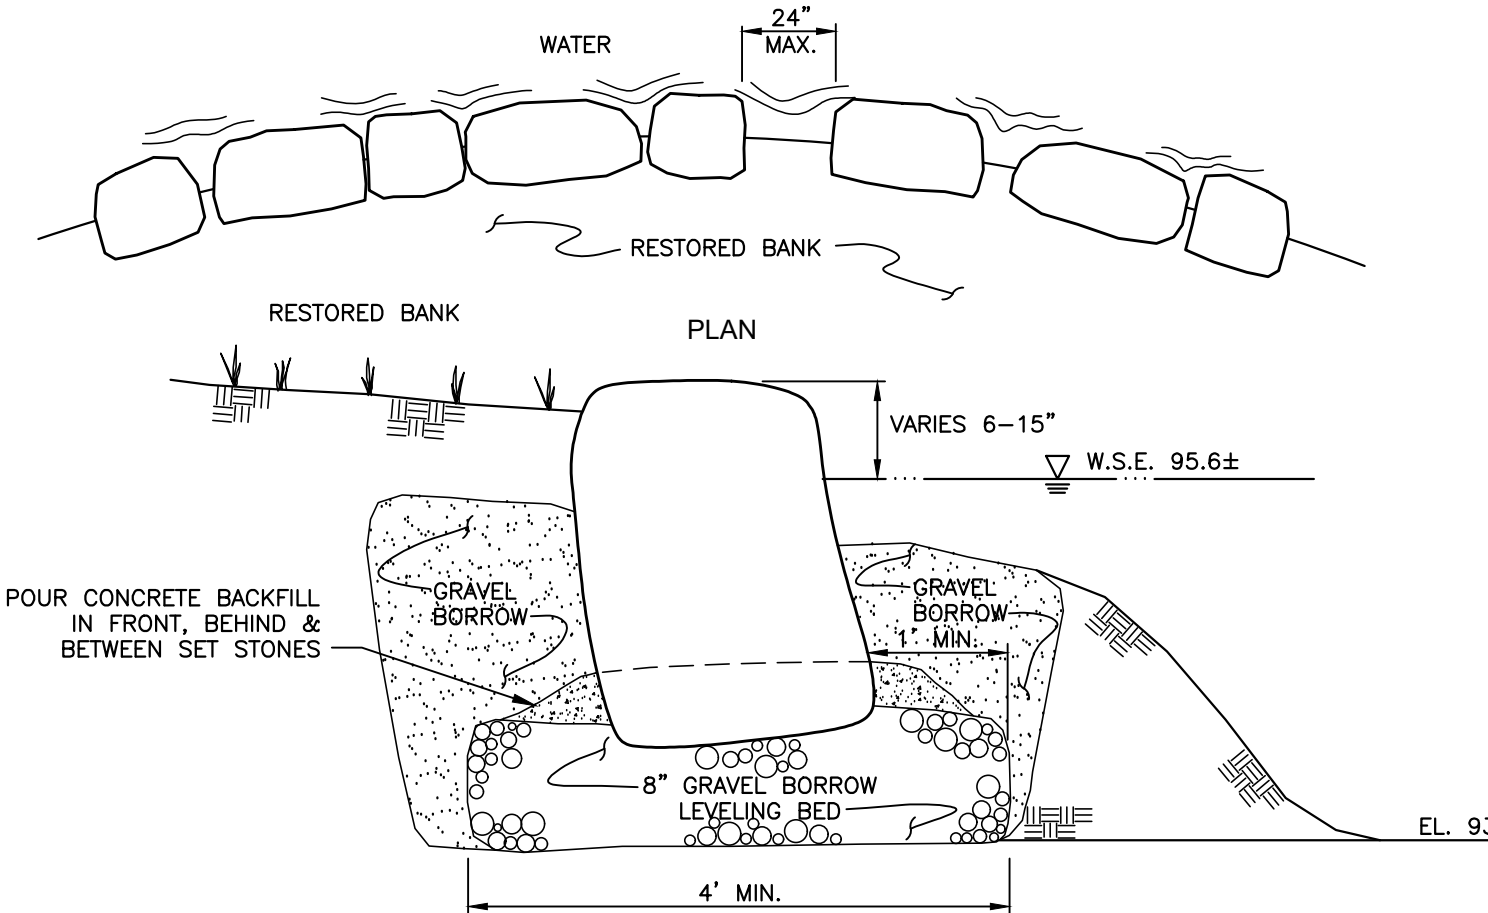 24"
MAX.
WATER
RESTORED BANK
RESTORED BANK
PLAN
VARIES 6-15"
W.S.E. 95.6±
GRAVEL
BORROW
GRAVEL
BORROW
POUR CONCRETE BACKFILL
IN FRONT, BEHIND &
BETWEEN SET STONES
1' MIN.
8" GRAVEL BORROW
LEVELING BED
EL.
4' MIN.